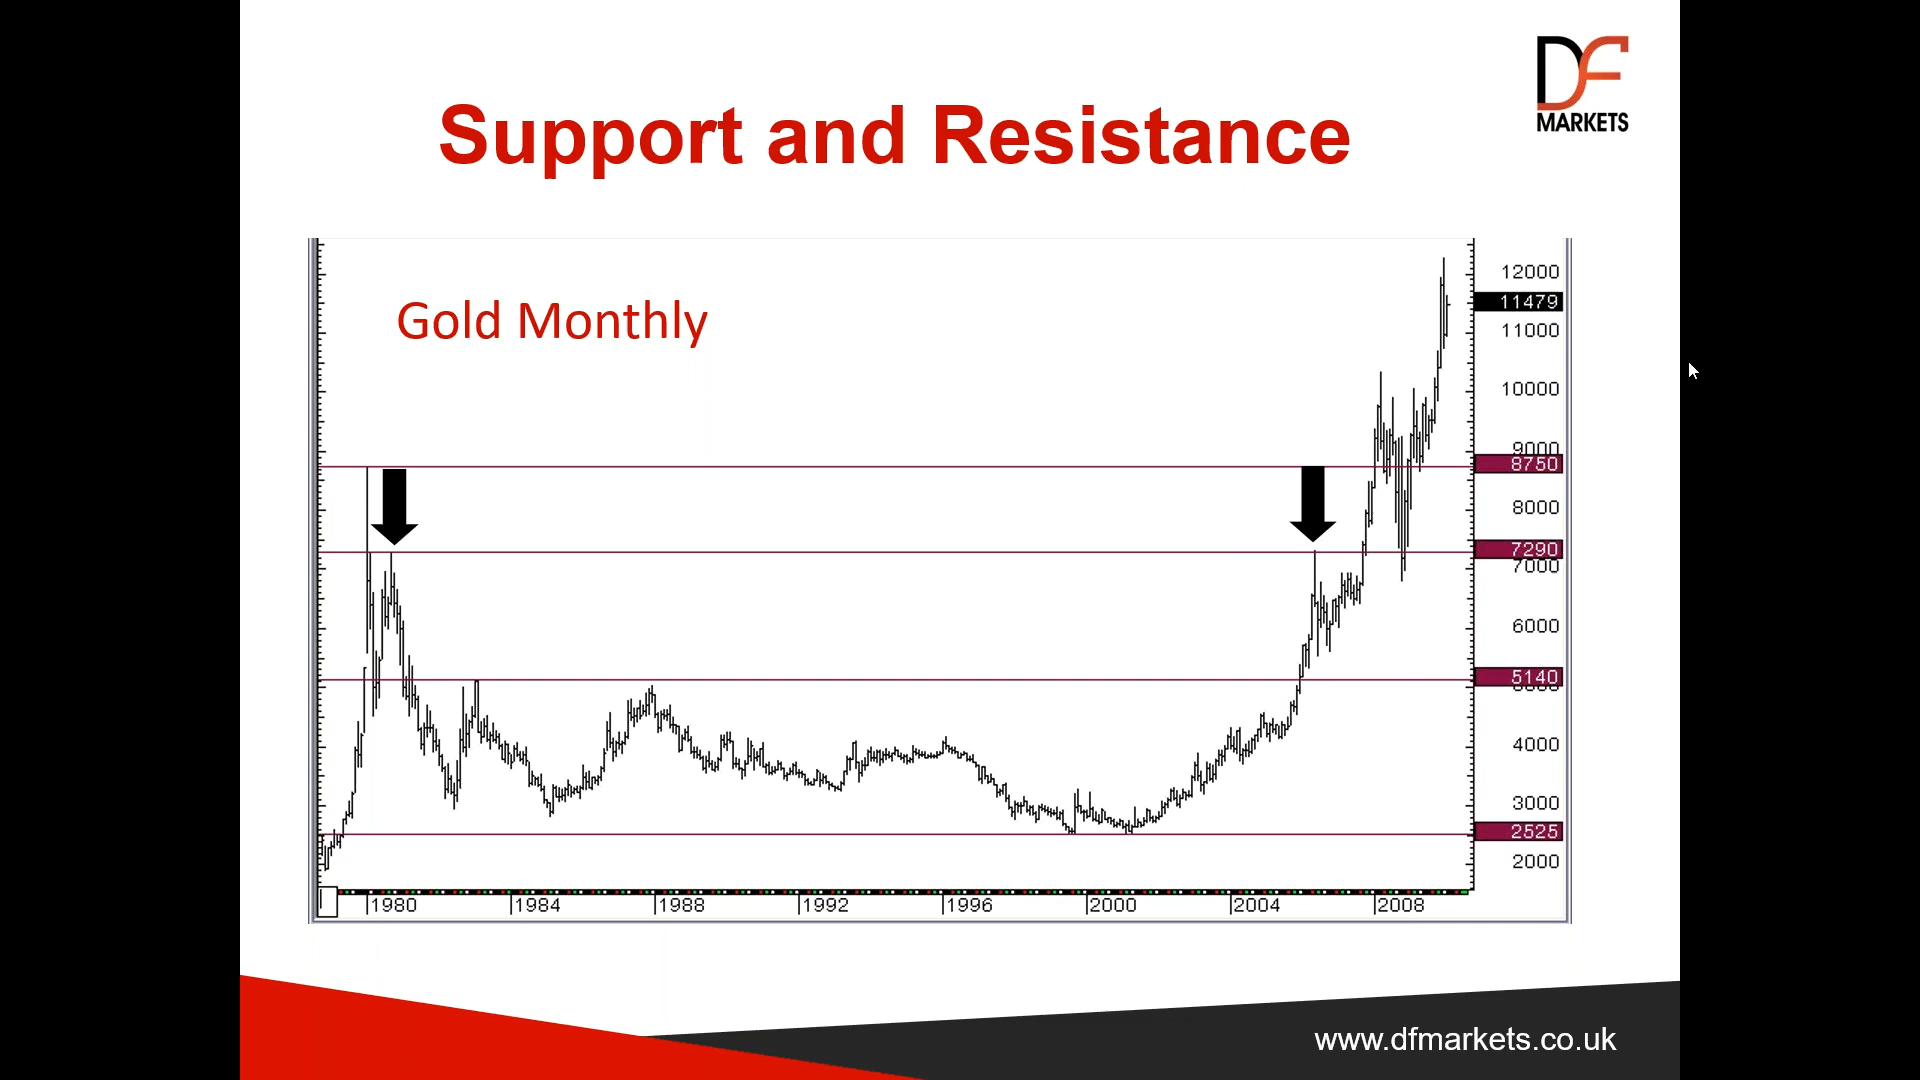 DF
MARKETS
Support and Resistance
Gold Monthly
12000
11479
11000
10000
9000
8750
8000
7290
7000
6000
5140
4000
3000
2525
2000
1980 1984 1988 1992 1996 2000 2004 2008
www.dfmarkets.co.uk